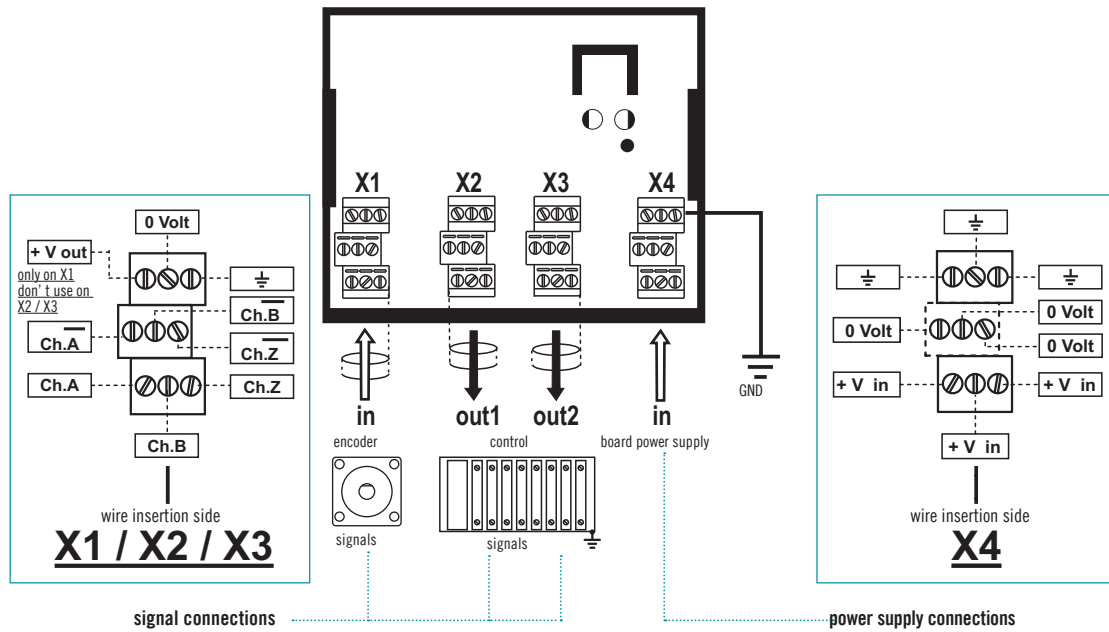 X1
X2
X3
X4
0 Volt
+ V out
only on X1
don' t use on
X2 / X3
Ch.B
Ch.A
Ch.Z
Ch.A
Ch.Z
Ch.B
wire insertion side
X1 / X2 / X3
in
out1
out2
in
GND
encoder
control
board power supply
signals
signals
0 Volt
0 Volt
0 Volt
+ V in
+ V in
+ V in
wire insertion side
X4
signal connections
power supply connections